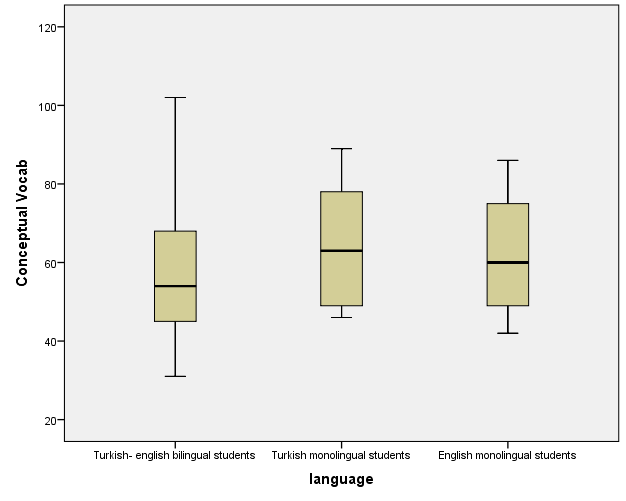 120
100
80
60
40
20
Conceptual Vocab
Turkish- english bilingual students
Turkish monolingual students
English monolingual students
language